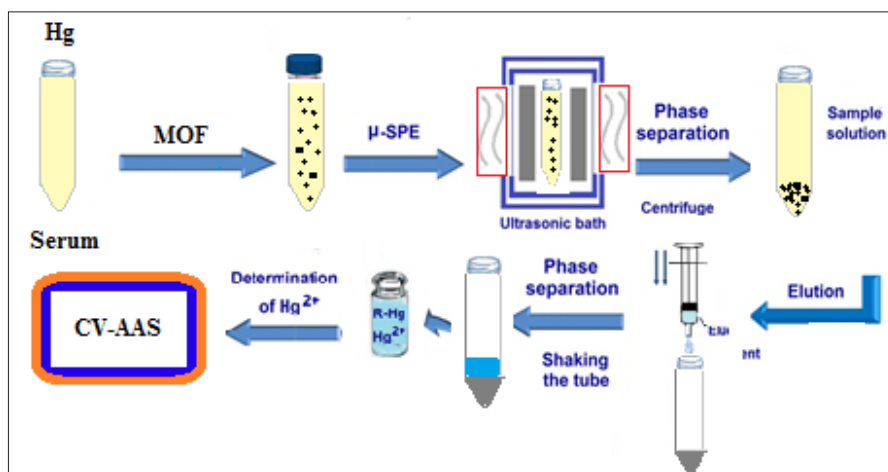 Hg
MOF
μ-SPE
Ultrasonic bath
Phase
separation
Centrifuge
Sample
solution
Serum
CV-AAS
Determination
of Hg2+
R-Hg
Hg2+
Phase
separation
Shaking
the tube
Elution